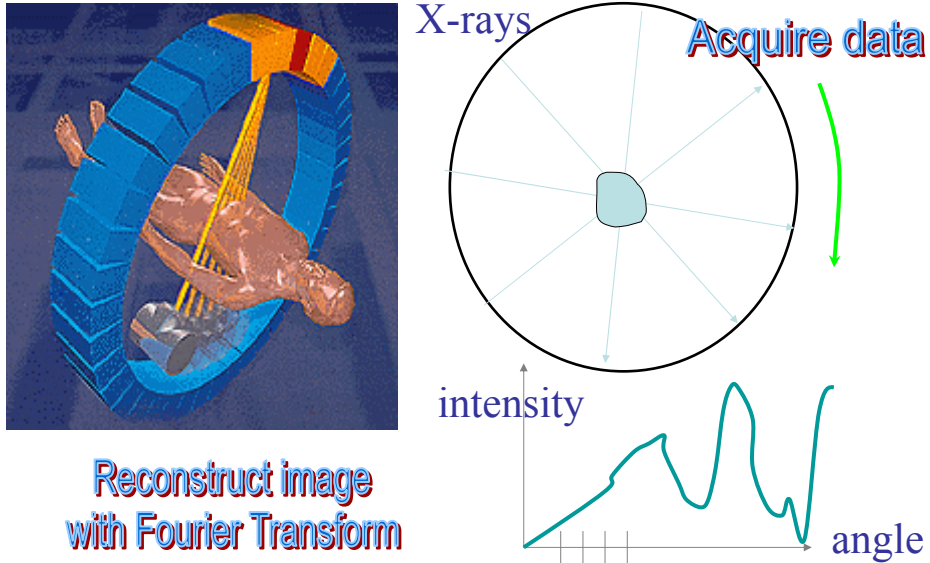 X-rays
Acquire data
intensity
angle
Reconstruct image
with Fourier Transform